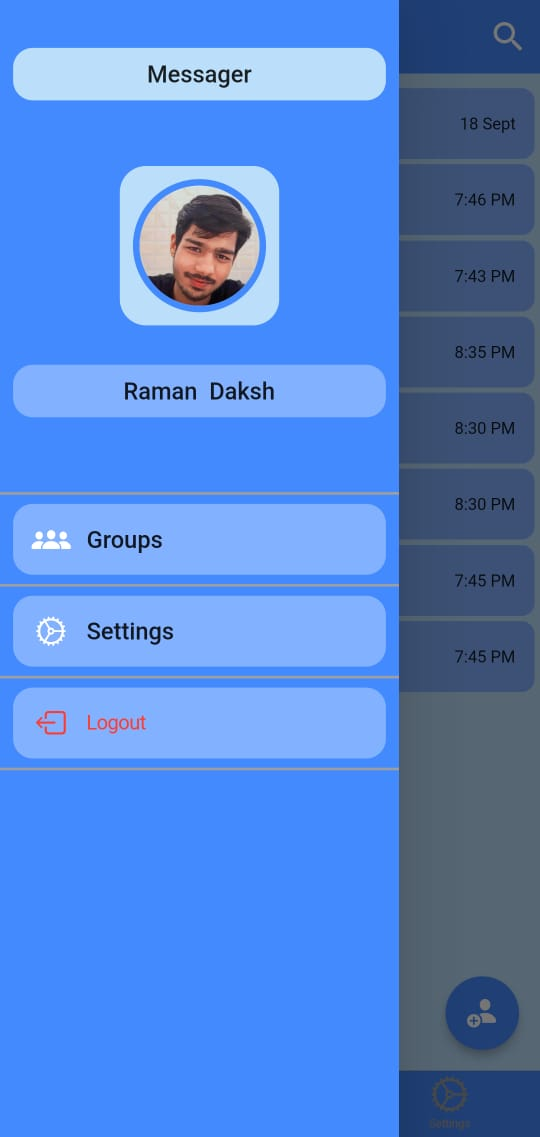 Messager
Raman Daksh
Groups
Settings
Logout
18 Sept
7:46 PM
7:43 PM
8:35 PM
8:30 PM
8:30 PM
7:45 PM
7:45 PM
Settings